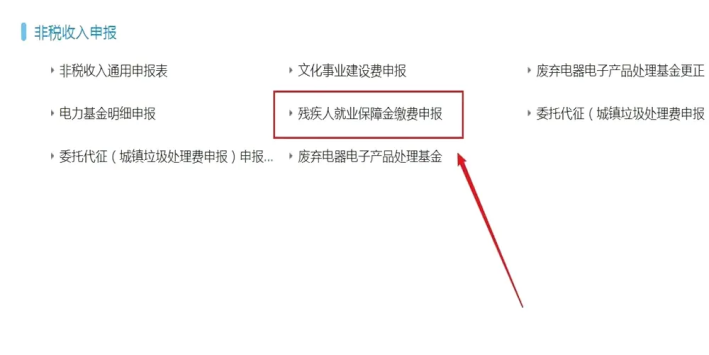 非税收入申报
非税收入通用申报表 文化事业建设费申报 废弃电器电子产品处理基金更正
电力基金明细申报 残疾人就业保障金缴费申报 委托代征（城镇垃圾处理费申报
委托代征（城镇垃圾处理费申报）申报... 废弃电器电子产品处理基金